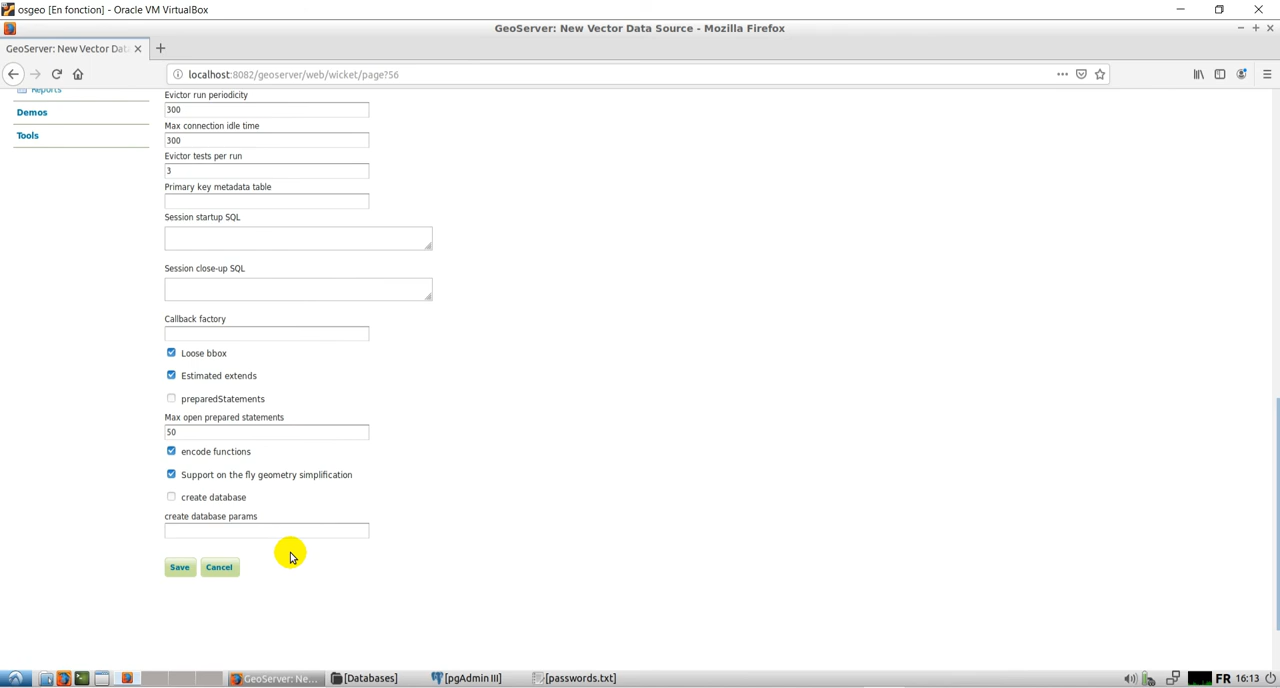 osgeo [En fonction] - Oracle VM VirtualBox
GeoServer: New Vector Data Source - Mozilla Firefox
GeoServer: New Vector Dat
localhost:8082/geoserver/web/wicket/page?56
Reports
Evictor run periodicity
300
Demos
Max connection idle time
Tools
300
Evictor tests per run
3
Primary key metadata table
Session startup SQL
Session close-up SQL
Callback factory
Loose bbox
Estimated extends
preparedStatements
Max open prepared statements
50
encode functions
Support on the fly geometry simplification
create database
create database params
Save Cancel
GeoServer: Ne... [Databases] [pgAdmin III] [passwords.txt] FR 16:13